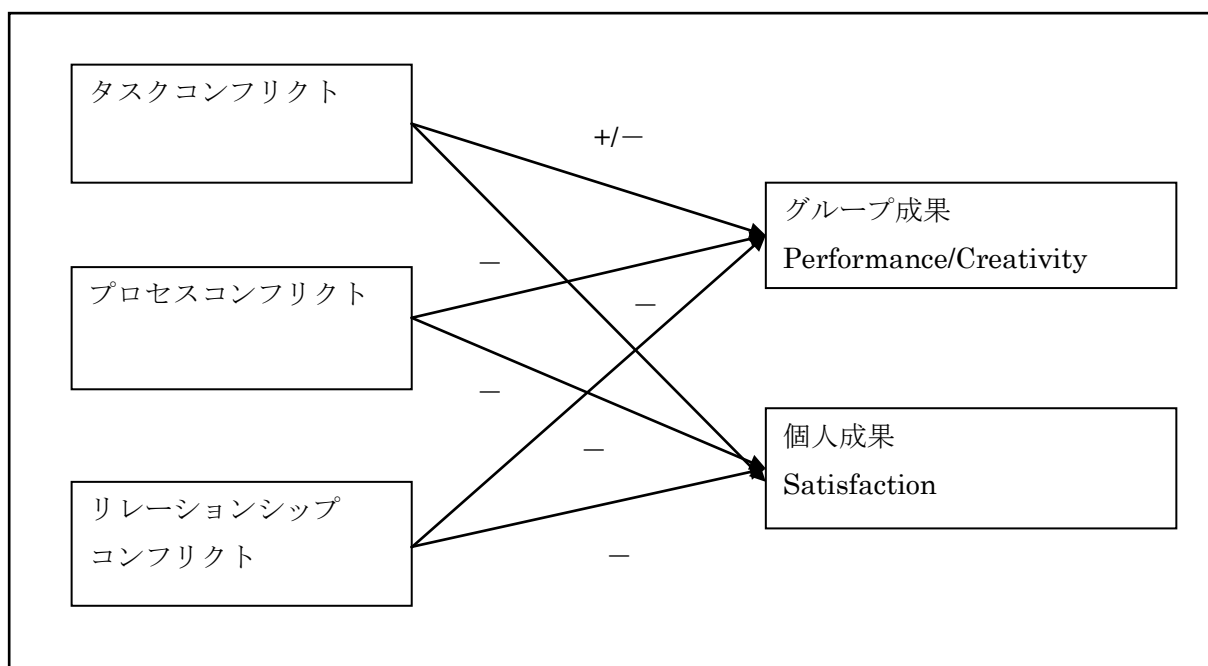 タスクコンフリクト
+/－
グループ成果
Performance/Creativity
－
プロセスコンフリクト
－
－
個人成果
Satisfaction
－
リレーションシップ
コンフリクト
－